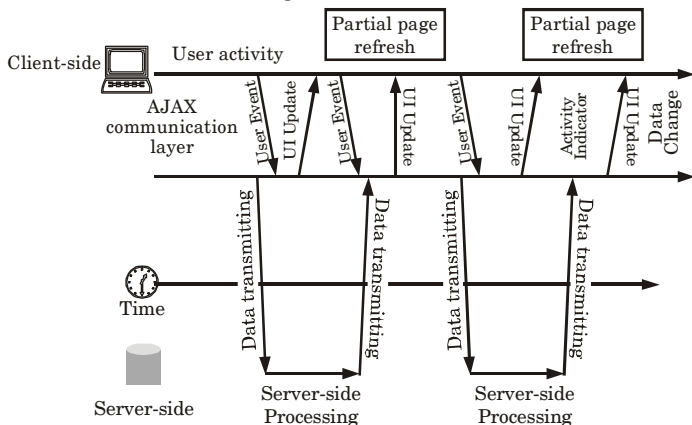 Partial page
refresh
Partial page
refresh
Client-side
User activity
AJAX
communication
layer
User Event
UI Update
User Event
UI Update
User Event
UI Update
Activity
Indicator
UI Update
Data
Change
Data transmitting
Data transmitting
Data transmitting
Data transmitting
Time
Server-side
Server-side
Processing
Server-side
Processing